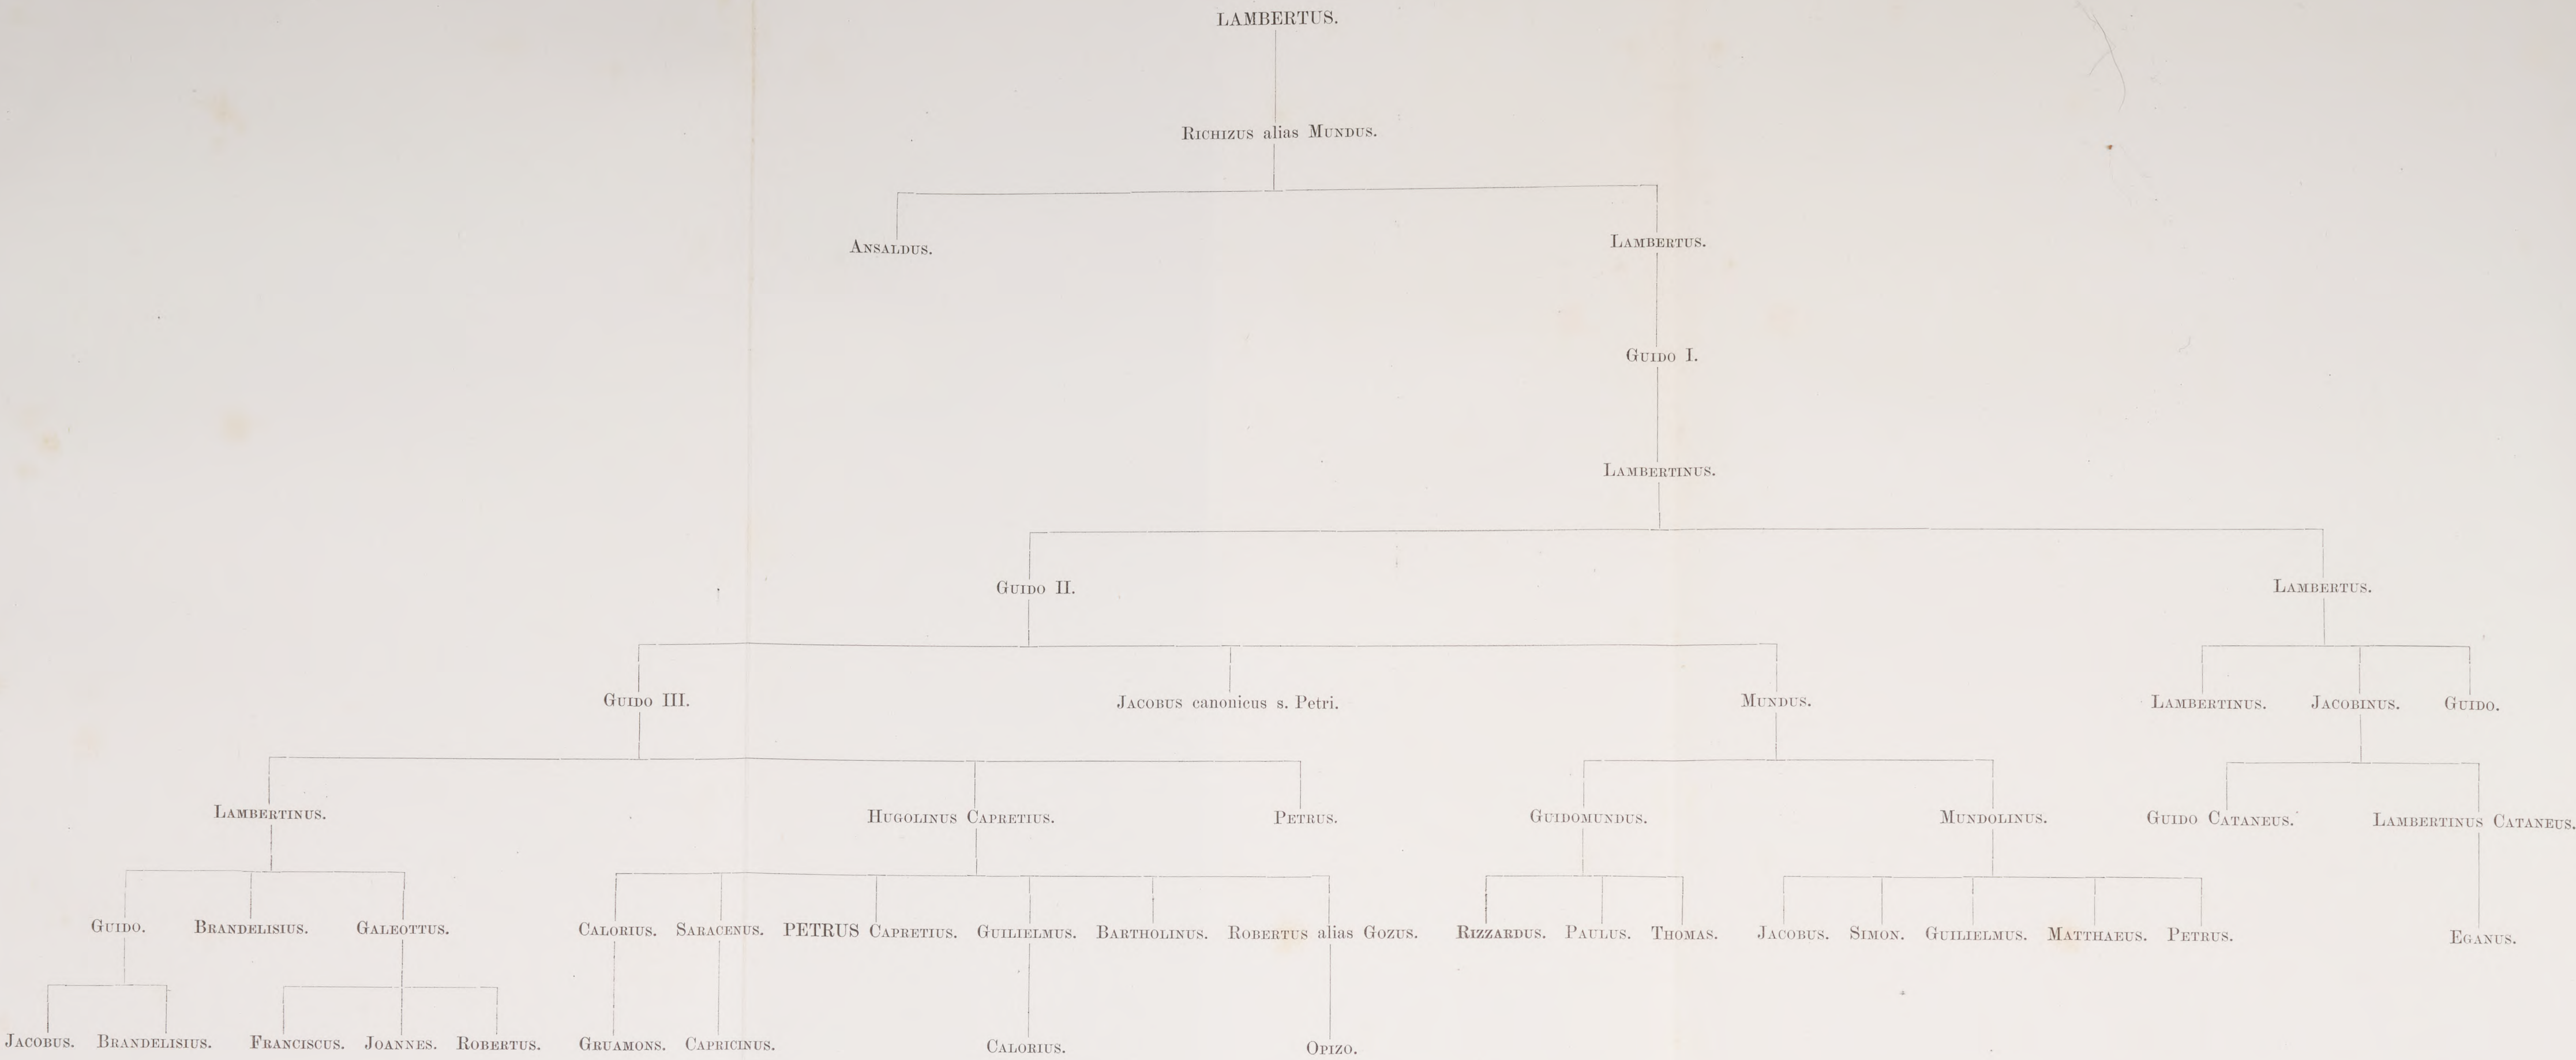 LAMBERTUS.
RICHIZUS alias MUNDUS.
ANSALDUS. LAMBERTUS.
GUIDO I.
LAMBERTINUS.
GUIDO II. LAMBERTUS.
GUIDO III. JACOBUS canonicus s. Petri. MUNDUS. LAMBERTINUS. JACOBINUS. GUIDO.
LAMBERTINUS. HUGOLINUS CAPRETIUS. PETRUS. GUIDOMUNDUS. MUNDOLINUS. GUIDO CATANEUS. LAMBERTINUS CATANEUS.
GUIDO. BRANDELISIUS. GALEOTTUS. CALORIUS. SARACENUS. PETRUS CAPRETIUS. GUILIELMUS. BARTHOLINUS. ROBERTUS alias GOZUS. RIZZARDUS. PAULUS. THOMAS. JACOBUS. SIMON. GUILIELMUS. MATTHAEUS. PETRUS. EGANUS.
JACOBUS. BRANDELISIUS. FRANCISCUS. JOANNES. ROBERTUS. GRUAMONS. CAPRICINUS. CALORIUS. OPIZO.